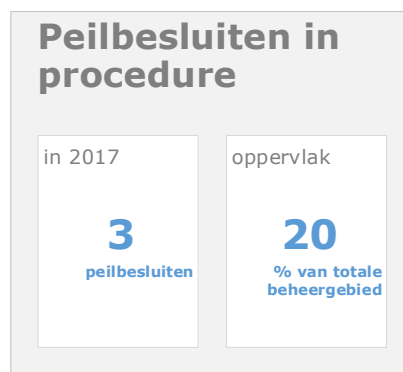 Peilbesluiten in
procedure
in 2017
3
peilbesluiten
oppervlak
20
% van totale
beheergebied